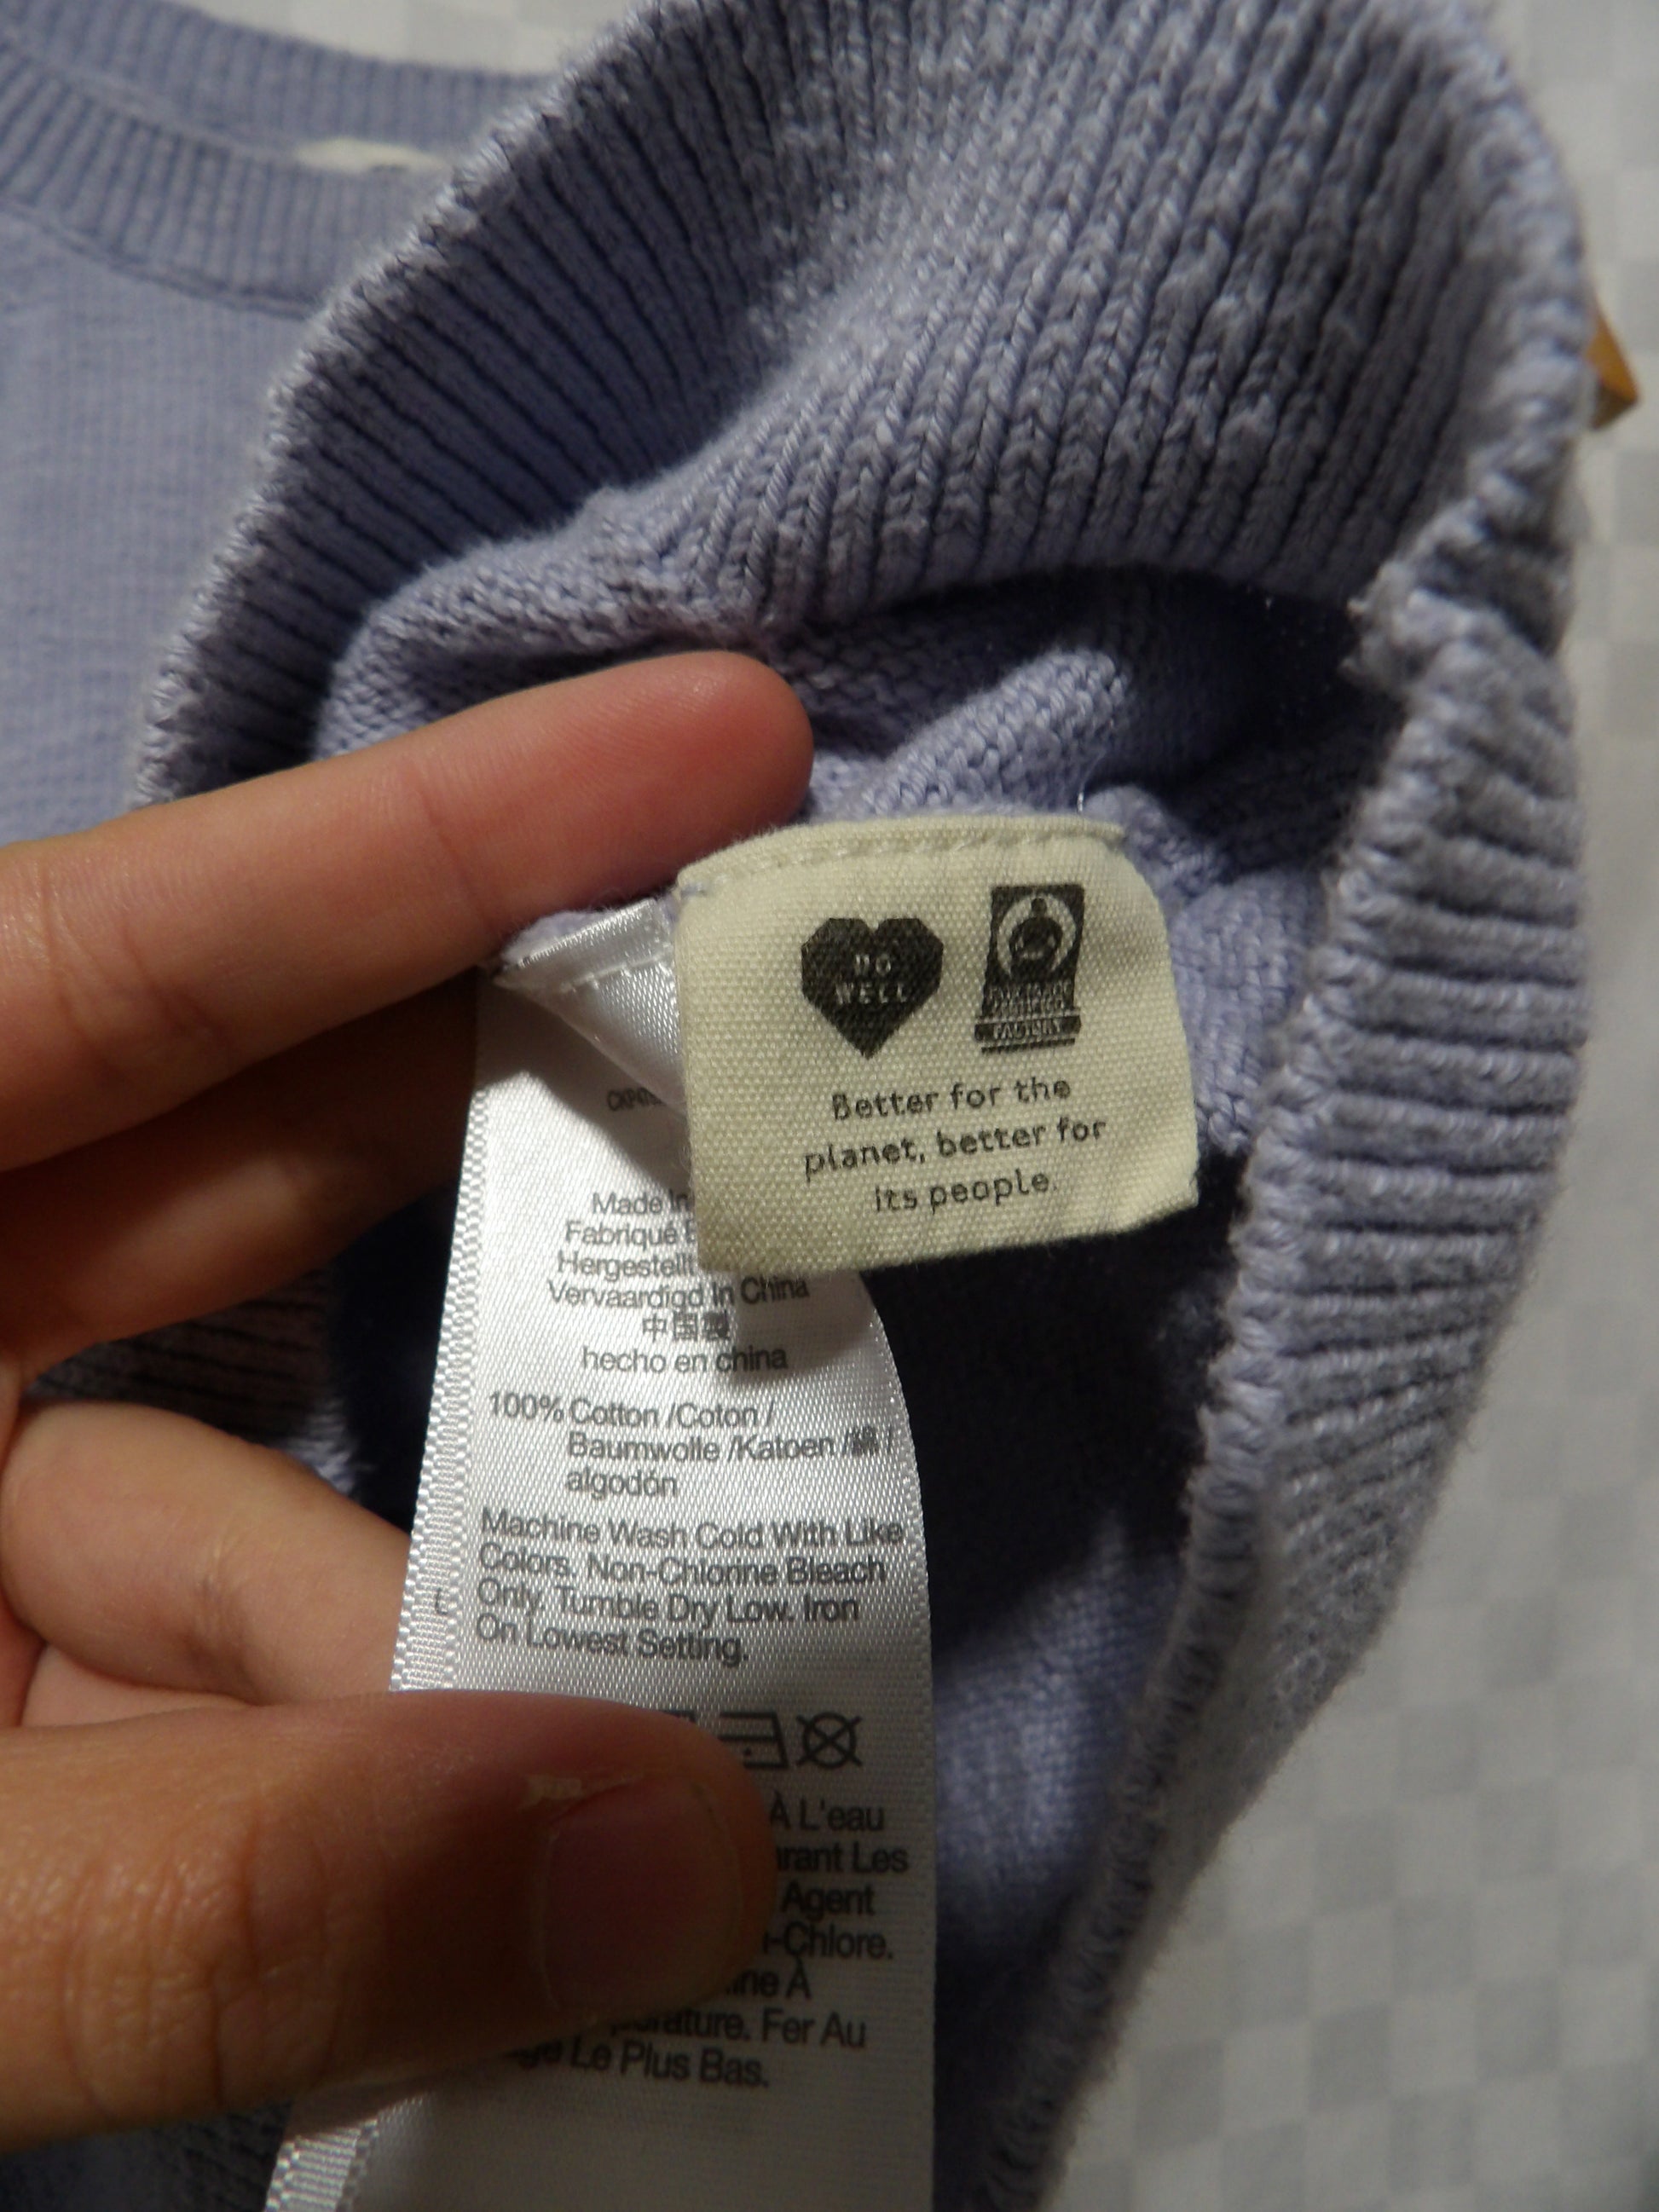 DO
WELL
FACTORY
Better for the
planet, better for
its people.
Made In
Fabriqué
Hergestellt
Vervaardigd In China
中国製
hecho en china
100% Cotton /Coton /
Baumwolle /Katoen /綿 /
algodón
Machine Wash Cold With Like
Colors. Non-Chlorine Bleach
Only. Tumble Dry Low. Iron
On Lowest Setting.
L
À L'eau
Les
Agent
Chlore.
À
Fer Au
Le Plus Bas.